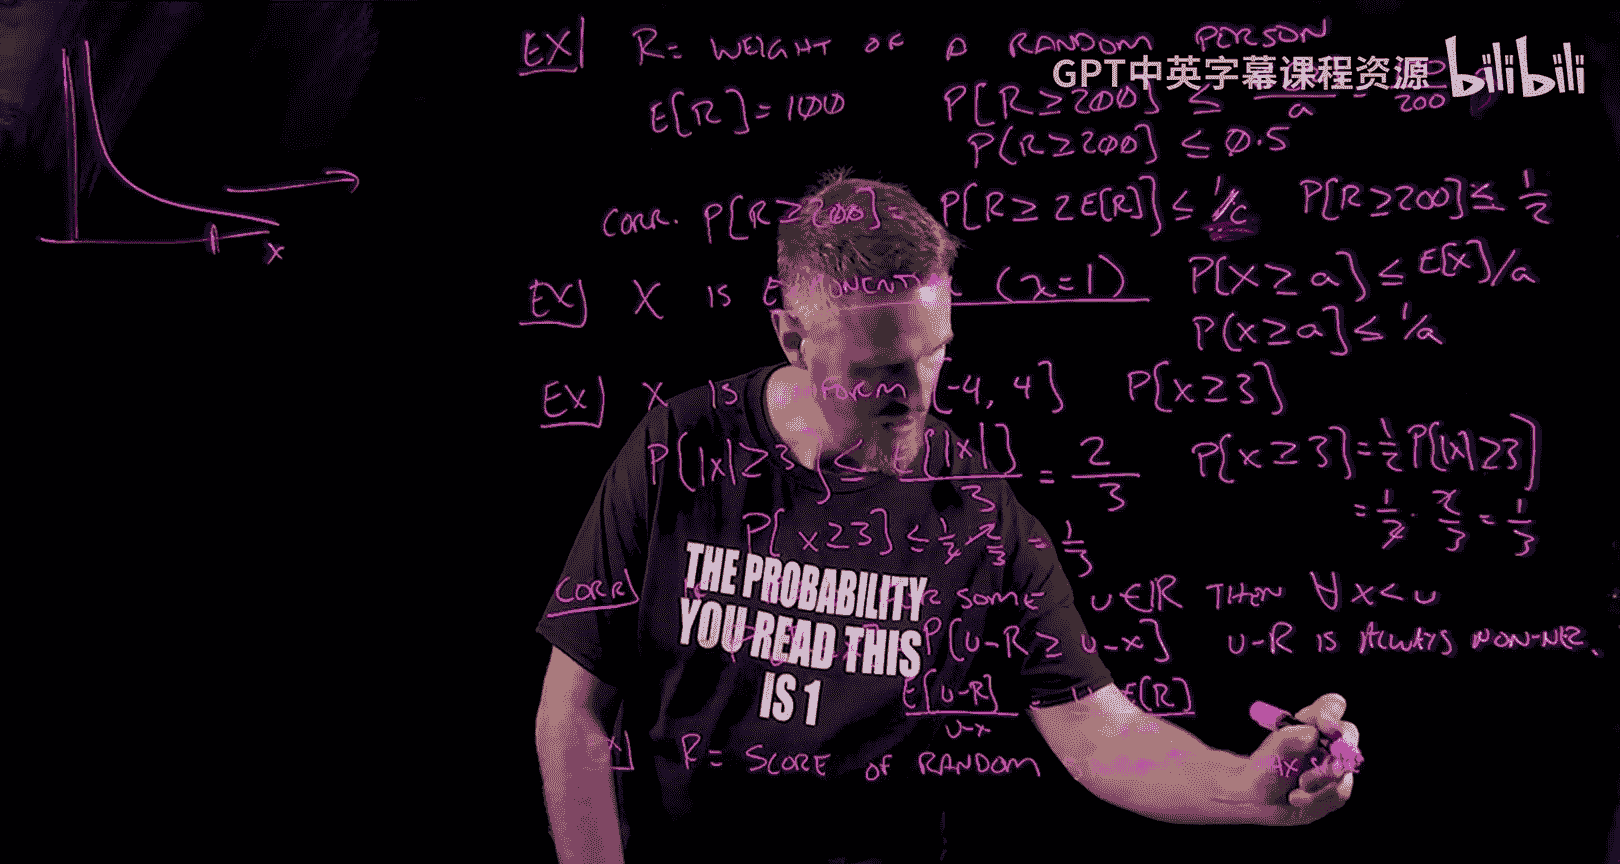 EX R = WEIGHT OF A RANDOM PERSON
GPT中英字幕课程资源 bilibili
E[R] = 100 P[R ≥ 200] ≤ /a 200
P[R ≥ 200] ≤ 0.5
CORR. P[R ≥ 200] = P[R ≥ 2E[R]] ≤ 1/c P[R ≥ 200] ≤ 1/2
EX X IS EXPONENTIAL (λ=1) P[X ≥ a] ≤ E[X]/a
P[X ≥ a] ≤ 1/a
EX X IS UNIFORM [-4, 4] P[X ≥ 3]
P[|X| ≥ 3] ≤ E[|X|]/3 = 2/3 P[X ≥ 3] = 1/2 P[|X| ≥ 3]
= 1/2 · 2/3 = 1/3
P[X ≥ 3] ≤ 1/2 · 2/3 = 1/3
CORR SOME u ∈ ℝ THEN ∀ x < u
P[u-R ≥ u-x] u-R IS ALWAYS NON-NEG.
E[u-R]/u-x E[R]
R = SCORE OF RANDOM MAX
THE PROBABILITY
YOU READ THIS
IS 1
X